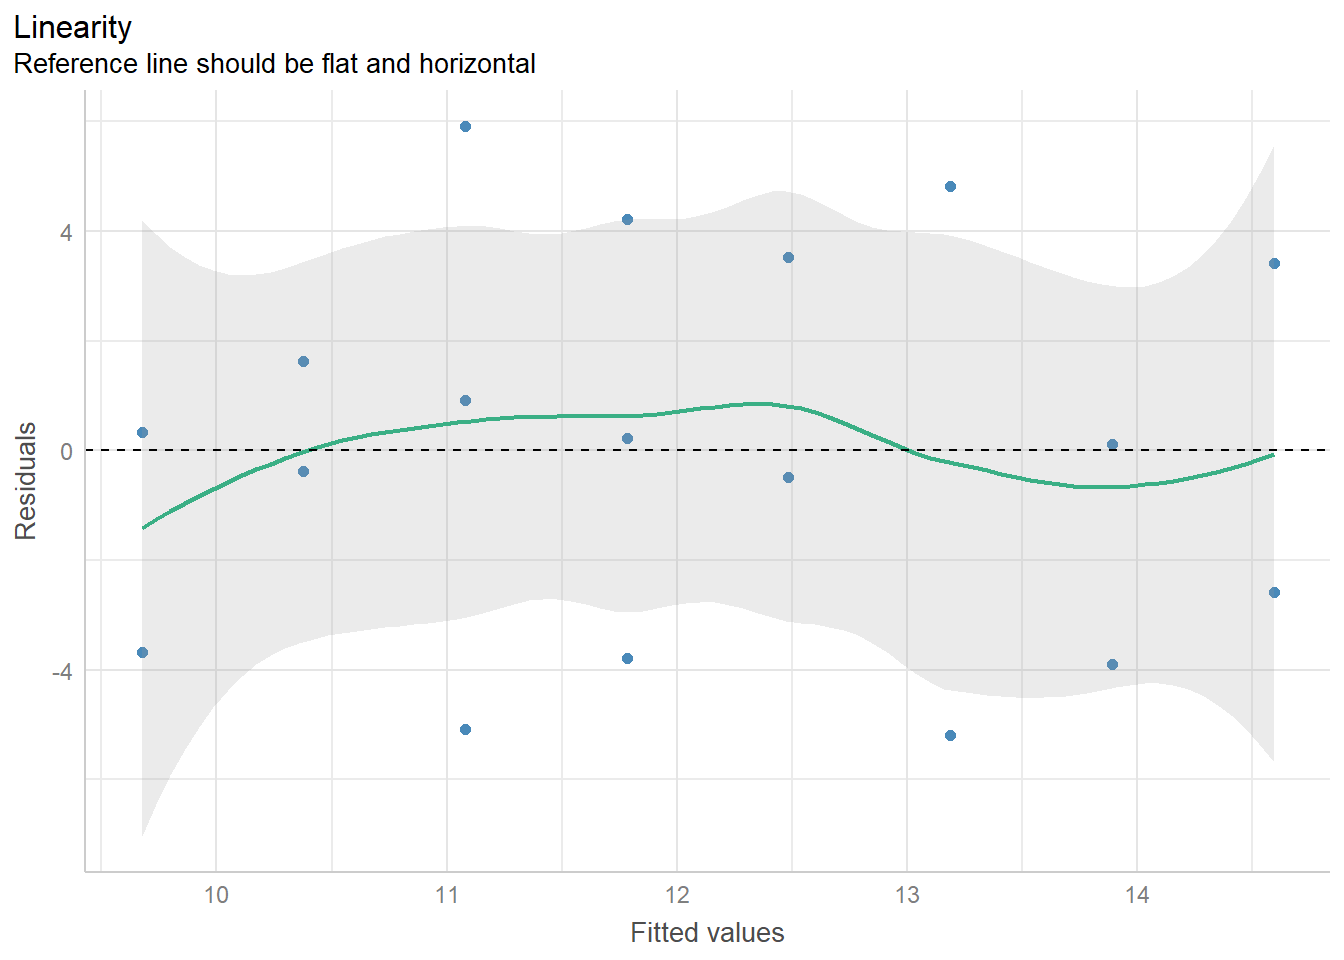 Linearity
Reference line should be flat and horizontal
4
0
-4
Residuals
10 11 12 13 14
Fitted values